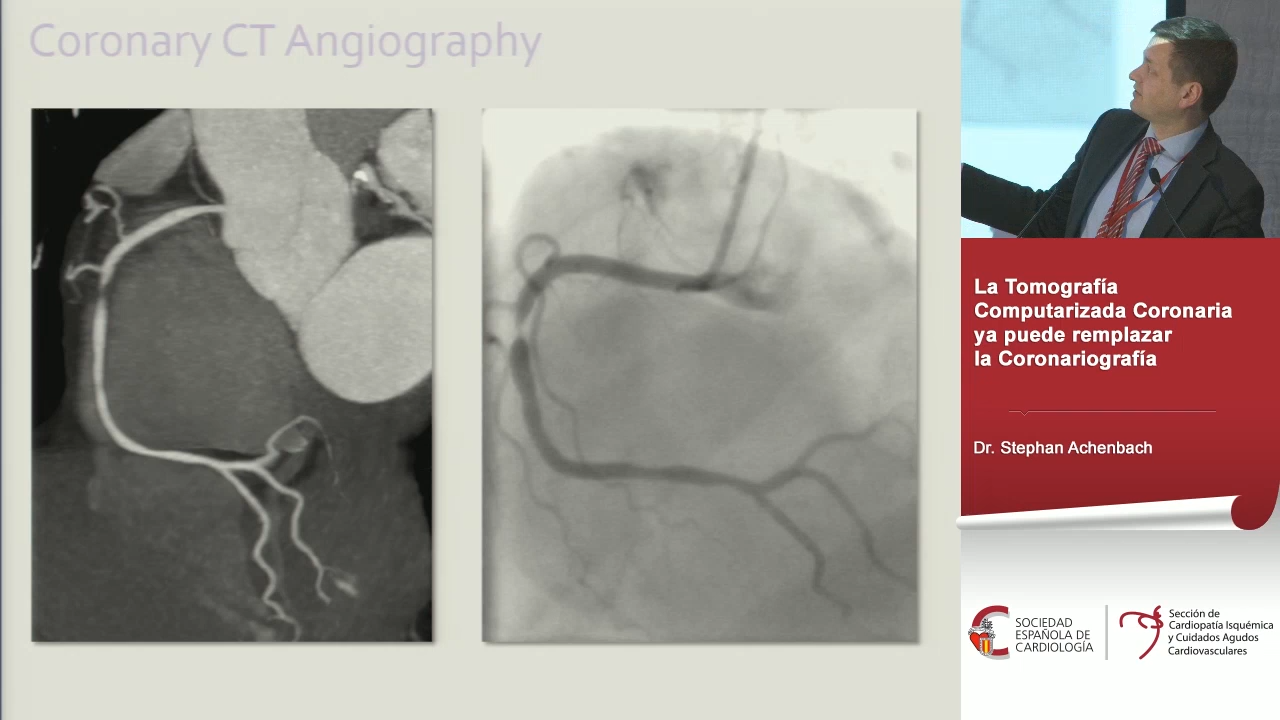 Coronary CT Angiography
La Tomografía
Computarizada Coronaria
ya puede remplazar
la Coronariografía
Dr. Stephan Achenbach
SOCIEDAD
ESPAÑOLA DE
CARDIOLOGÍA
Sección de
Cardiopatía Isquémica
y Cuidados Agudos
Cardiovasculares